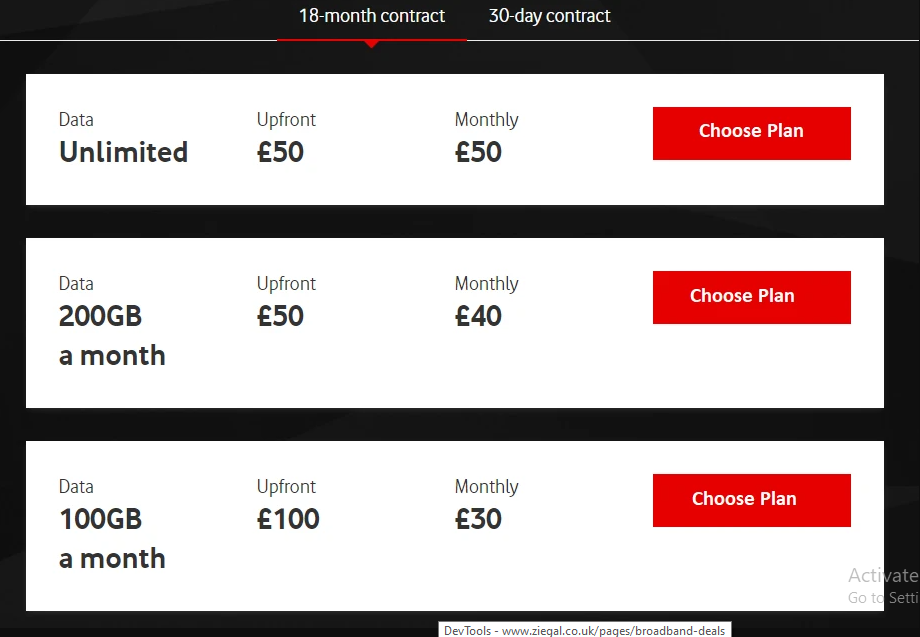 18-month contract 30-day contract
Data Upfront Monthly
Unlimited £50 £50
Choose Plan
Data Upfront Monthly
200GB £50 £40
a month
Choose Plan
Data Upfront Monthly
100GB £100 £30
a month
Choose Plan
Activate
Go to Setti
DevTools - www.ziegal.co.uk/pages/broadband-deals